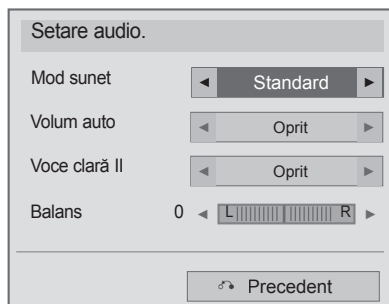 Setare audio.
Mod sunet ◄ Standard ►
Volum auto ◄ Oprit ►
Voce clară II ◄ Oprit ►
Balans 0 ◄ L R ►
Precedent